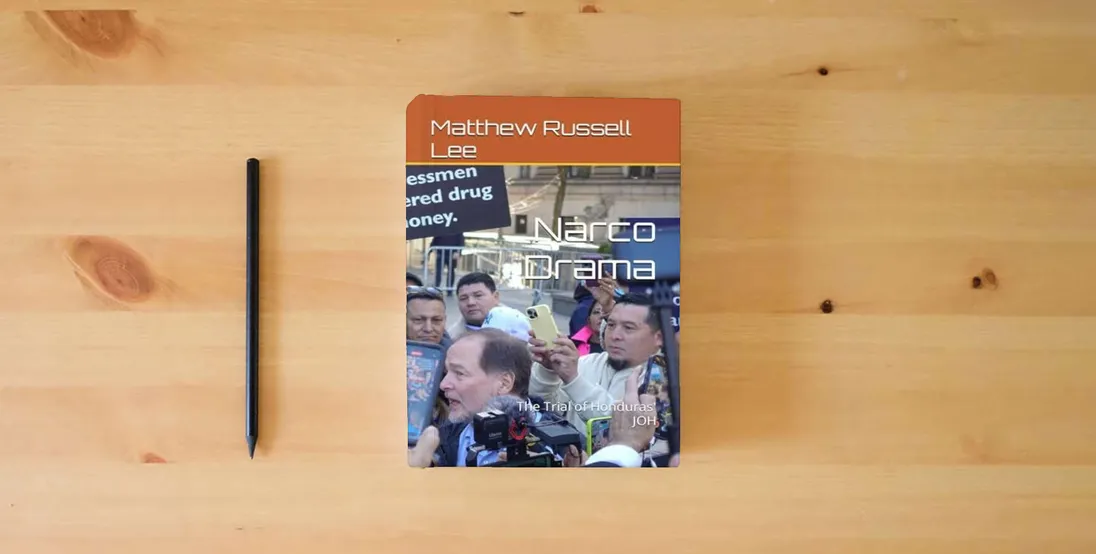 Matthew Russell
Lee
essmen
ered drug
oney.
Narco
Drama
The Trial of Honduras'
JOH